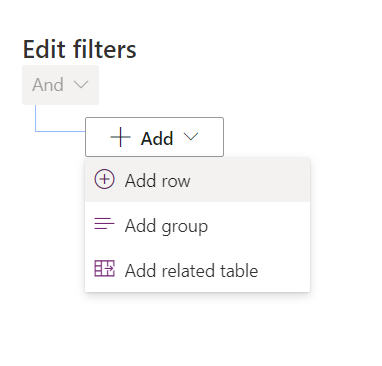 Edit filters
And
Add
Add row
Add group
Add related table